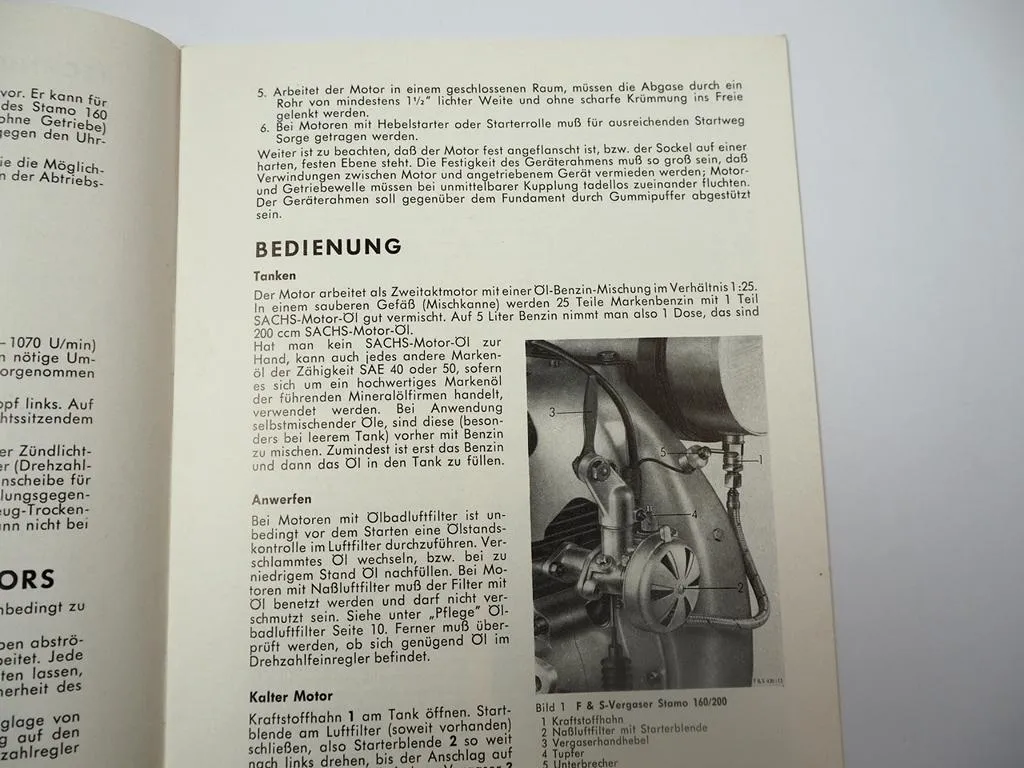 vor. Er kann für
des Stamo 160
ohne Getriebe)
gegen den Uhr-
ie die Möglich-
n der Abtriebs-
– 1070 U/min)
n nötige Um-
orgenommen
opf links. Auf
chtssitzendem
er Zündlicht-
er (Drehzahl-
nscheibe für
llungsgegen-
eug-Trocken-
ann nicht bei
ORS
nbedingt zu
ben abströ-
beitet. Jede
ten lassen,
nerheit des
glage von
g auf den
zahlregler
5. Arbeitet der Motor in einem geschlossenen Raum, müssen die Abgase durch ein
Rohr von mindestens 1¹/₂" lichter Weite und ohne scharfe Krümmung ins Freie
gelenkt werden.
6. Bei Motoren mit Hebelstarter oder Starterrolle muß für ausreichenden Startweg
Sorge getragen werden.
Weiter ist zu beachten, daß der Motor fest angeflanscht ist, bzw. der Sockel auf einer
harten, festen Ebene steht. Die Festigkeit des Geräterahmens muß so groß sein, daß
Verwindungen zwischen Motor und angetriebenem Gerät vermieden werden; Motor-
und Getriebewelle müssen bei unmittelbarer Kupplung tadellos zueinander fluchten.
Der Geräterahmen soll gegenüber dem Fundament durch Gummipuffer abgestützt
sein.
BEDIENUNG
Tanken
Der Motor arbeitet als Zweitaktmotor mit einer Öl-Benzin-Mischung im Verhältnis 1:25.
In einem sauberen Gefäß (Mischkanne) werden 25 Teile Markenbenzin mit 1 Teil
SACHS-Motor-Öl gut vermischt. Auf 5 Liter Benzin nimmt man also 1 Dose, das sind
200 ccm SACHS-Motor-Öl.
Hat man kein SACHS-Motor-Öl zur
Hand, kann auch jedes andere Marken-
öl der Zähigkeit SAE 40 oder 50, sofern
es sich um ein hochwertiges Markenöl
der führenden Mineralölfirmen handelt,
verwendet werden. Bei Anwendung
selbstmischender Öle, sind diese (beson-
ders bei leerem Tank) vorher mit Benzin
zu mischen. Zumindest ist erst das Benzin
und dann das Öl in den Tank zu füllen.
Anwerfen
Bei Motoren mit Ölbadluftfilter ist un-
bedingt vor dem Starten eine Ölstands-
kontrolle im Luftfilter durchzuführen. Ver-
schlammtes Öl wechseln, bzw. bei zu
niedrigem Stand Öl nachfüllen. Bei Mo-
toren mit Naßluftfilter muß der Filter mit
Öl benetzt werden und darf nicht ver-
schmutzt sein. Siehe unter „Pflege" Öl-
badluftfilter Seite 10. Ferner muß über-
prüft werden, ob sich genügend Öl im
Drehzahlfeinregler befindet.
Kalter Motor
Kraftstoffhahn 1 am Tank öffnen. Start-
blende am Luftfilter (soweit vorhanden)
schließen, also Starterblende 2 so weit
nach links drehen, bis der Anschlag auf
3
5
1
4
2
F & S 430/13
Bild 1 F & S-Vergaser Stamo 160/200
1 Kraftstoffhahn
2 Naßluftfilter mit Starterblende
3 Vergaserhandhebel
4 Tupfer
5 Unterbrecher